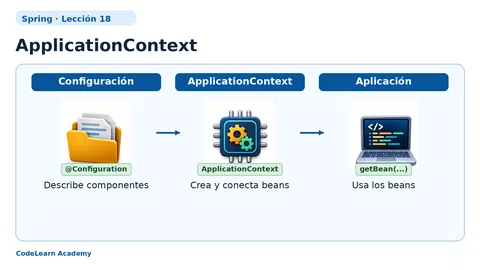 Spring · Lección 18
ApplicationContext
Configuración
ApplicationContext
Aplicación
</>
@Configuration
ApplicationContext
getBean(...)
Describe componentes
Crea y conecta beans
Usa los beans
CodeLearn Academy